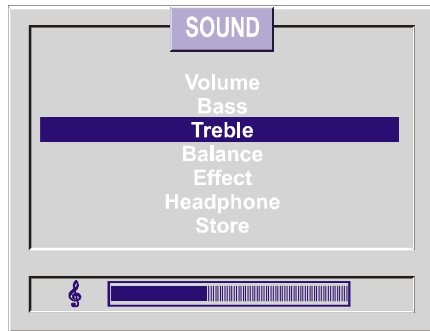 SOUND
Volume
Bass
Treble
Balance
Effect
Headphone
Store